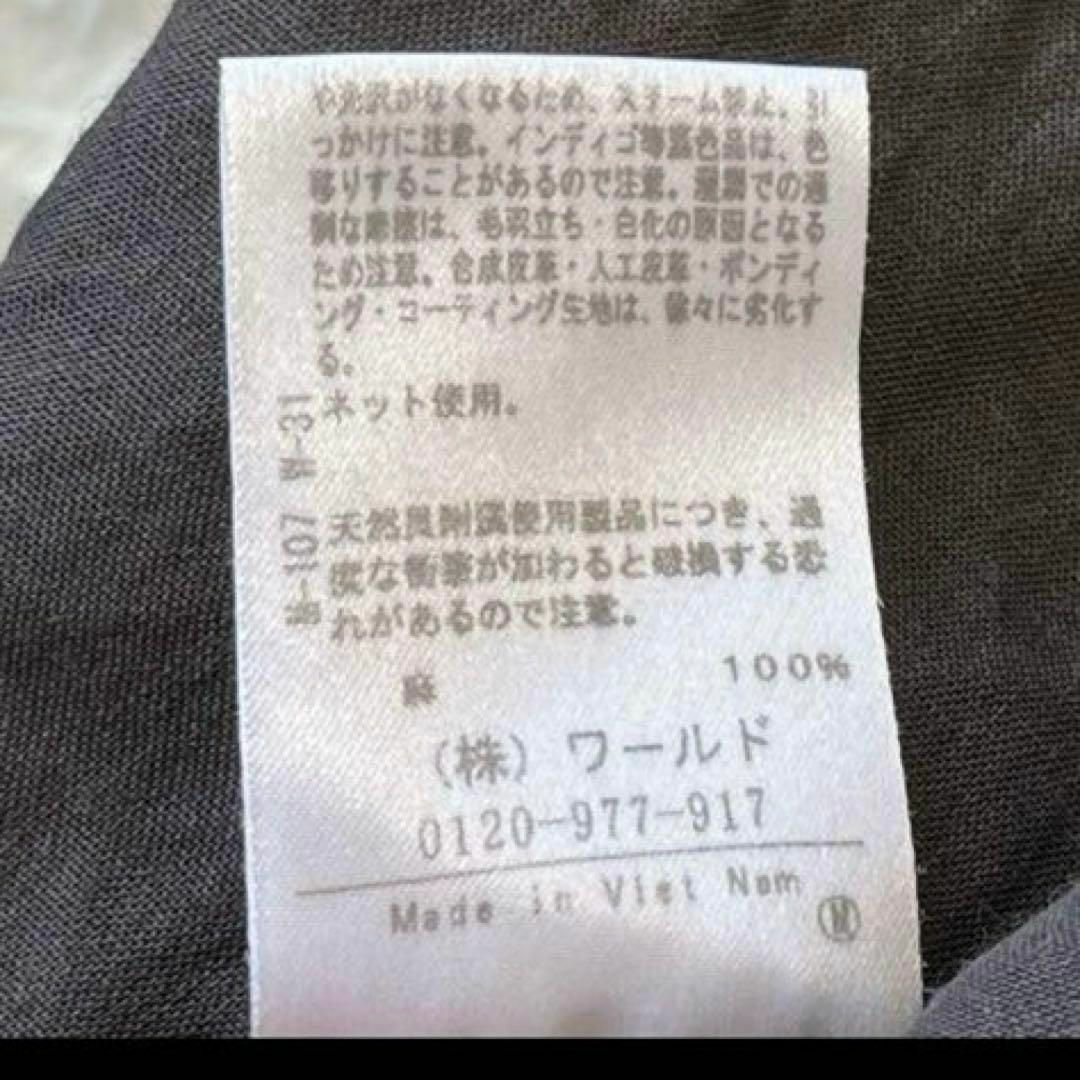 や光沢がなくなるため、スチーム禁止。引
っかけに注意。インディゴ等濃色品は、色
移りすることがあるので注意。着用での過
剰な摩擦は、毛羽立ち・白化の原因となる
ため注意。合成皮革・人工皮革・ボンディ
ング・コーティング生地は、徐々に劣化す
る。
ネット使用。
W-31
W-107
天然貝附属使用製品につき、過
度な衝撃が加わると破損する恐
れがあるので注意。
麻 100%
(株) ワールド
0120-977-917
Made in Viet Nam
W